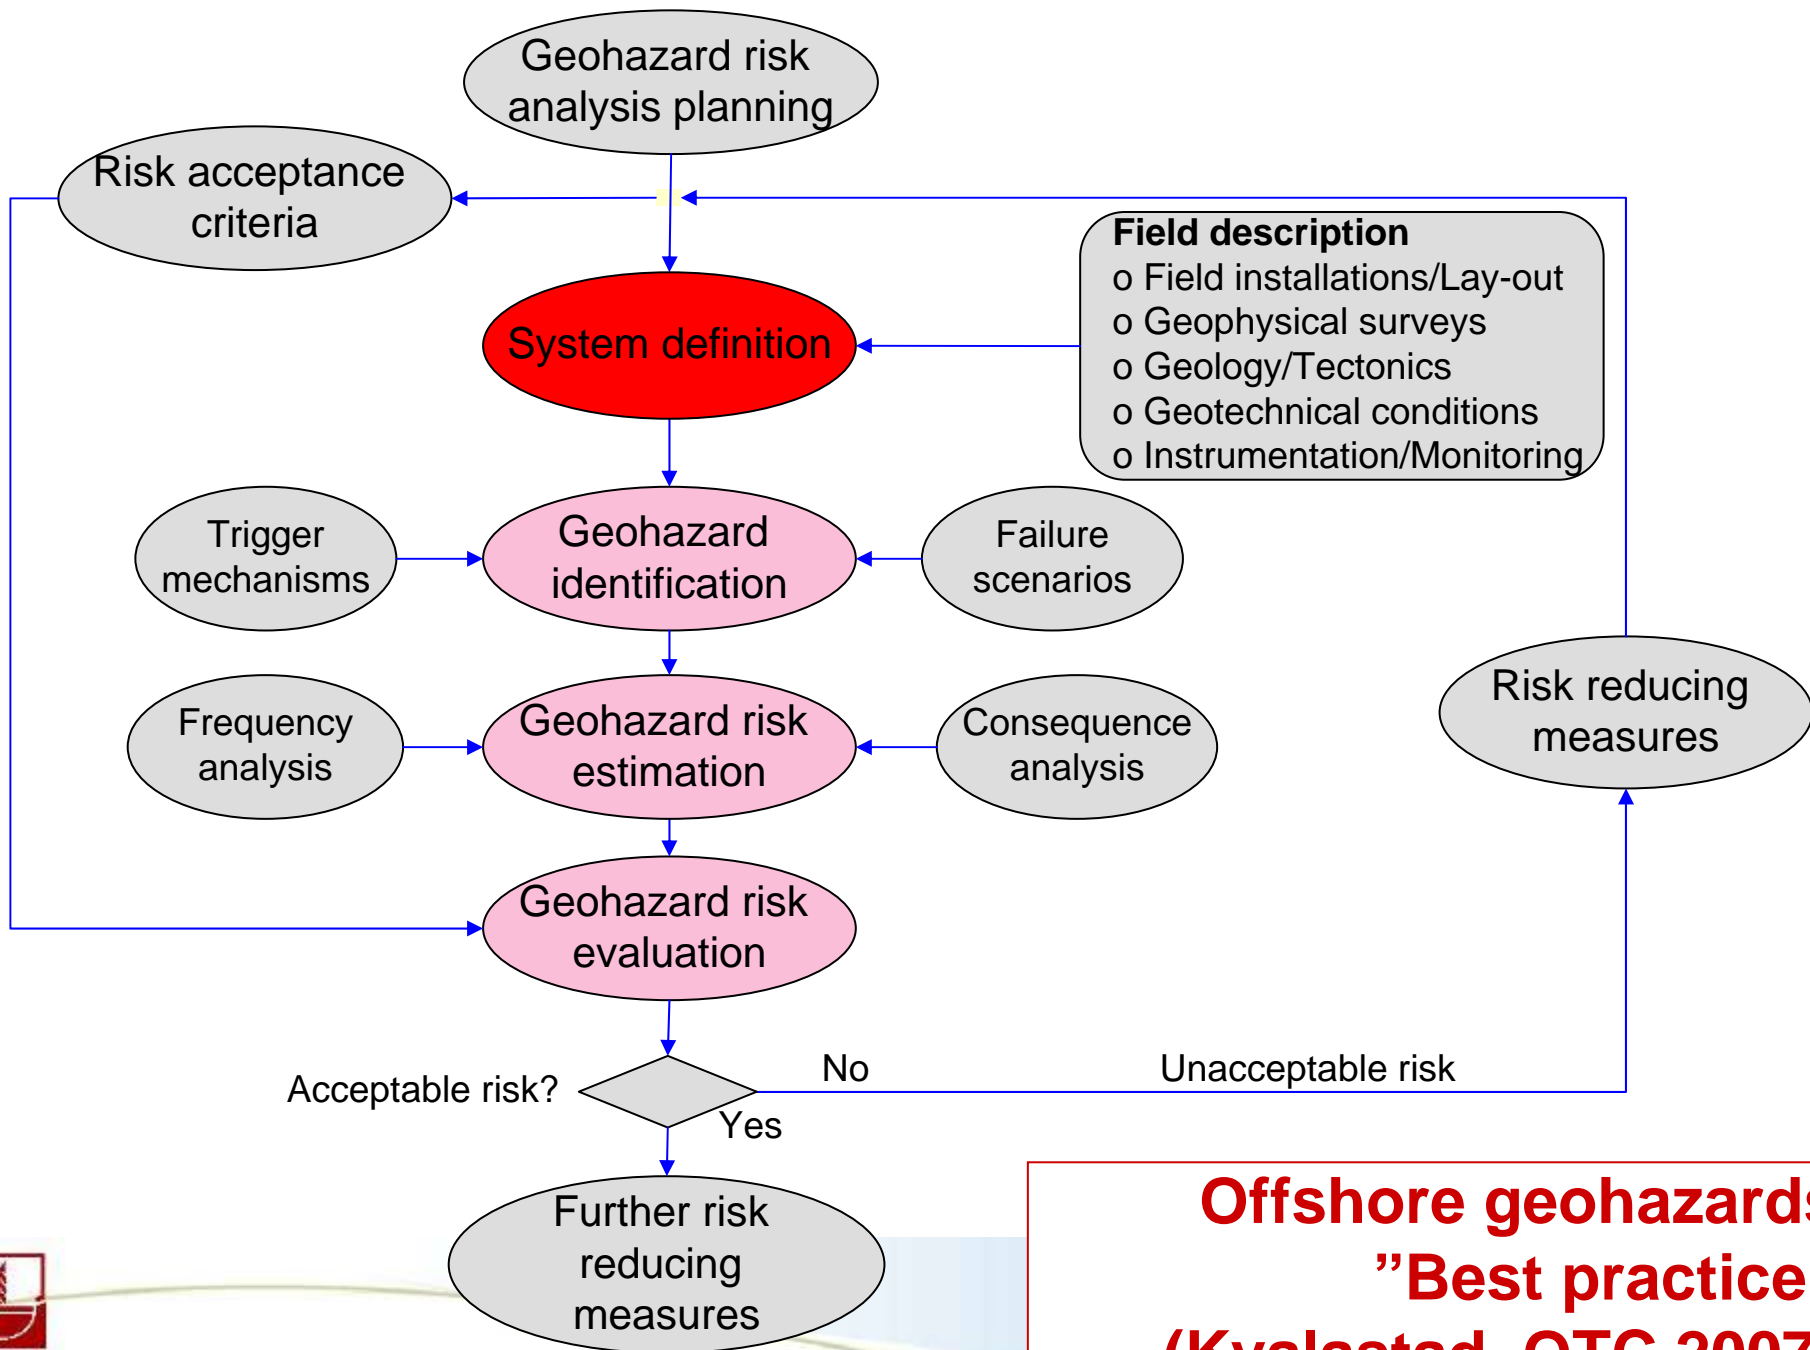 Geohazard risk
analysis planning
Risk acceptance
criteria
Field description
o Field installations/Lay-out
o Geophysical surveys
o Geology/Tectonics
o Geotechnical conditions
o Instrumentation/Monitoring
System definition
Trigger
mechanisms
Geohazard
identification
Failure
scenarios
Frequency
analysis
Geohazard risk
estimation
Consequence
analysis
Risk reducing
measures
Geohazard risk
evaluation
Acceptable risk?
No
Unacceptable risk
Yes
Further risk
reducing
measures
Offshore geohazards
”Best practice
OTC 2007